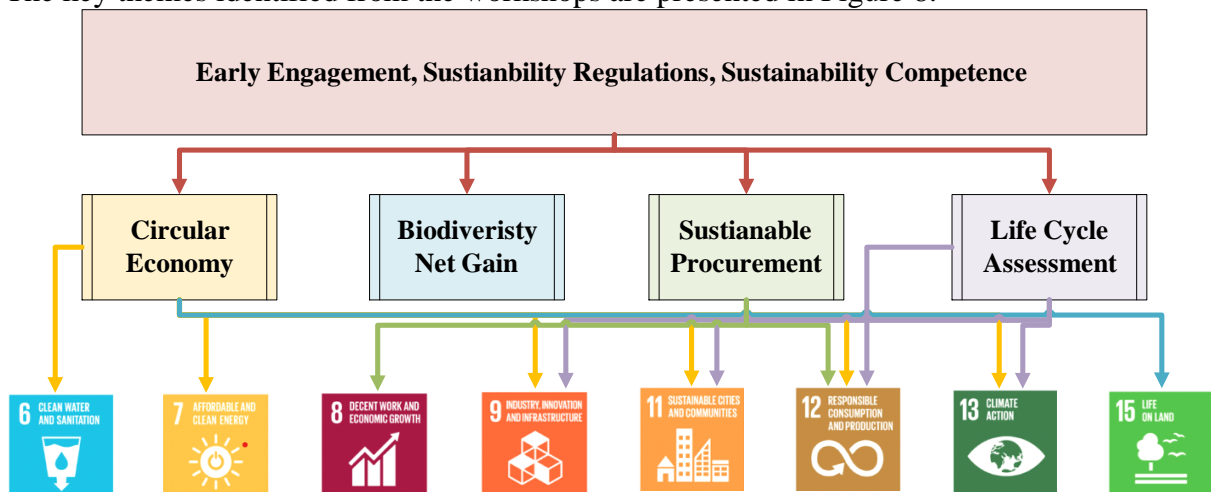 The key themes identified from the workshops are presented in Figure 8.
Early Engagement, Sustianbility Regulations, Sustainability Competence
Circular
Economy
Biodiveristy
Net Gain
Sustianable
Procurement
Life Cycle
Assessment
6 CLEAN WATER
AND SANITATION
7 AFFORDABLE AND
CLEAN ENERGY
8 DECENT WORK AND
ECONOMIC GROWTH
9 INDUSTRY, INNOVATION
AND INFRASTRUCTURE
11 SUSTAINABLE CITIES
AND COMMUNITIES
12 RESPONSIBLE
CONSUMPTION
AND PRODUCTION
13 CLIMATE
ACTION
15 LIFE
ON LAND